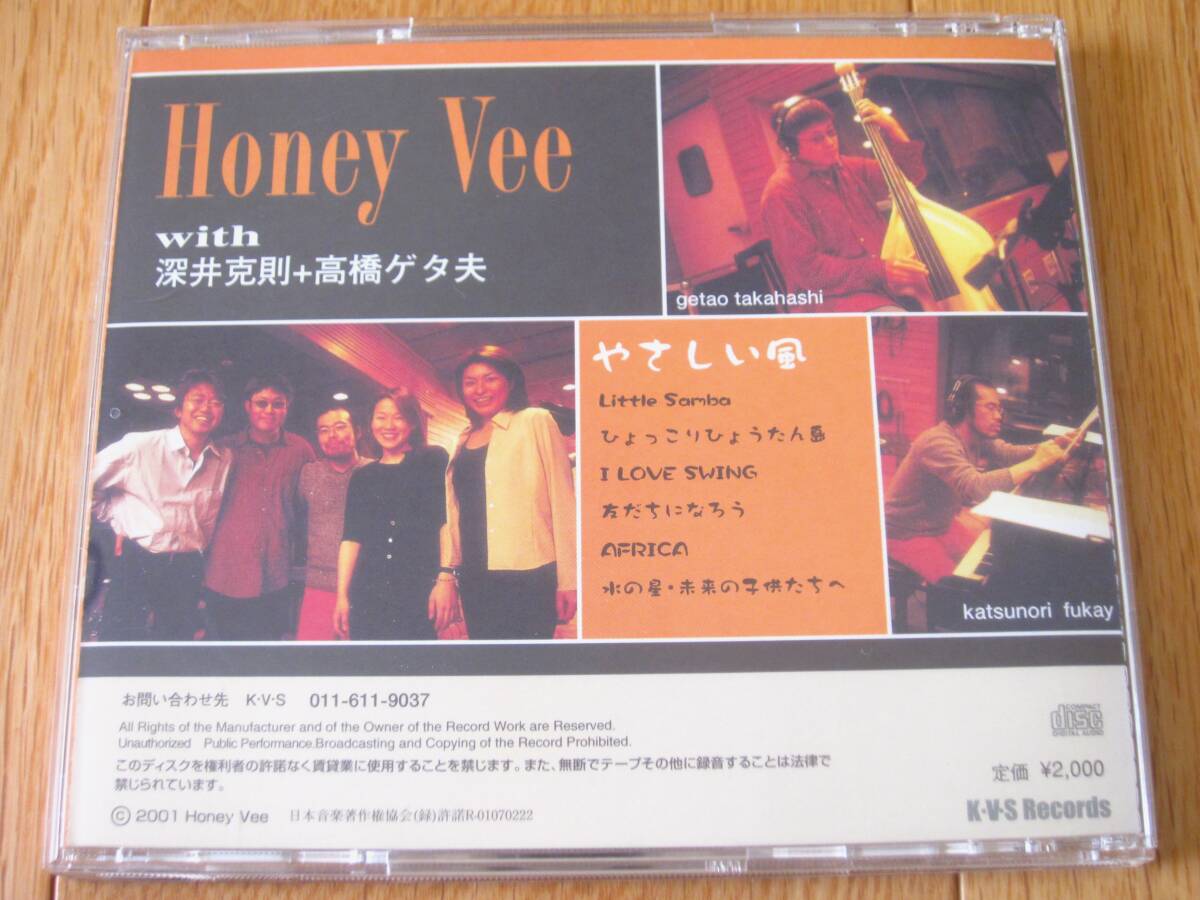 Honey Vee
with
深井克則+高橋ゲタ夫
getao takahashi
やさしい風
Little Samba
ひょっこりひょうたん島
I LOVE SWING
友だちになろう
AFRICA
水の星・未来の子供たちへ
katsunori fukay
お問い合わせ先 K・V・S 011-611-9037
All Rights of the Manufacturer and of the Owner of the Record Work are Reserved.
Unauthorized Public Performance.Broadcasting and Copying of the Record Prohibited.
このディスクを権利者の許諾なく賃貸業に使用することを禁じます。また、無断でテープその他に録音することは法律で
禁じられています。
© 2001 Honey Vee 日本音楽著作権協会(録)許諾R-01070222
COMPACT
disc
DIGITAL AUDIO
定価 ¥2,000
K・V・S Records